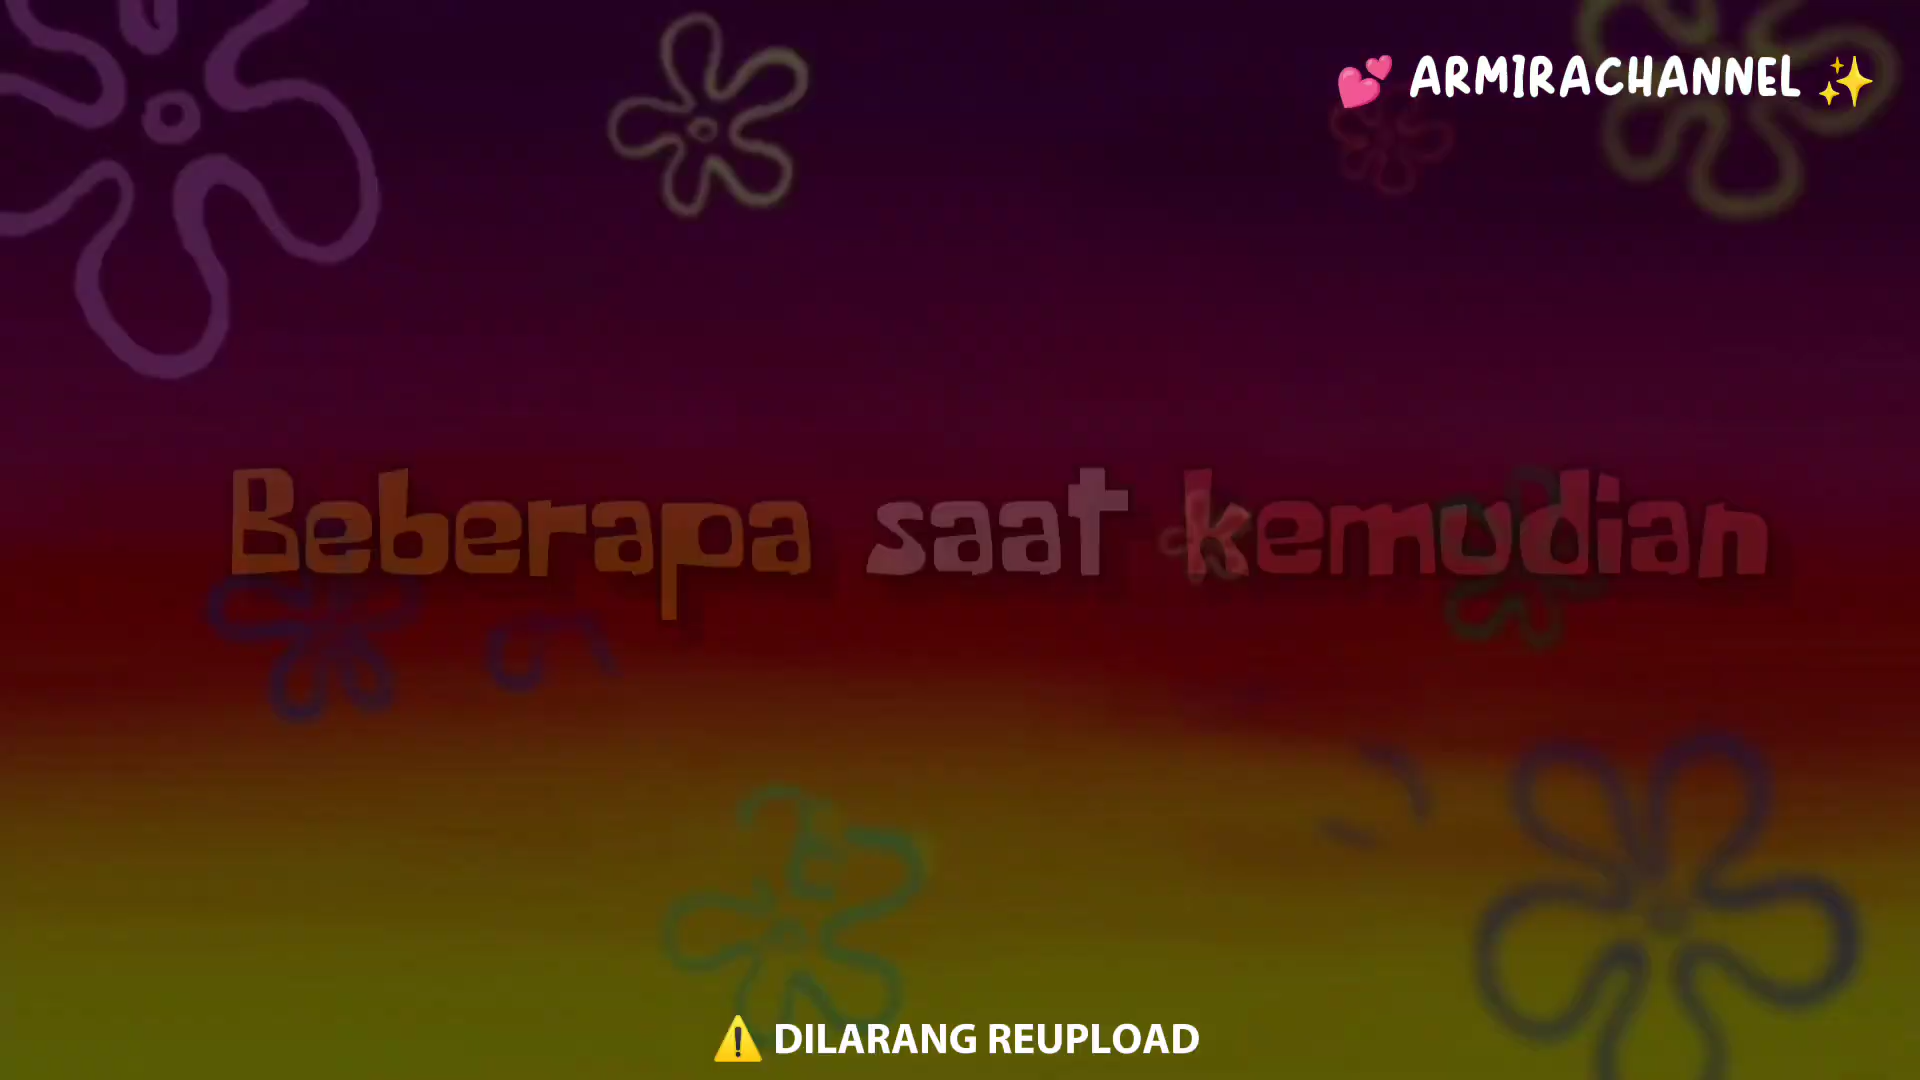 💕 ARMIRACHANNEL ✨
Beberapa saat kemudian
⚠️ DILARANG REUPLOAD